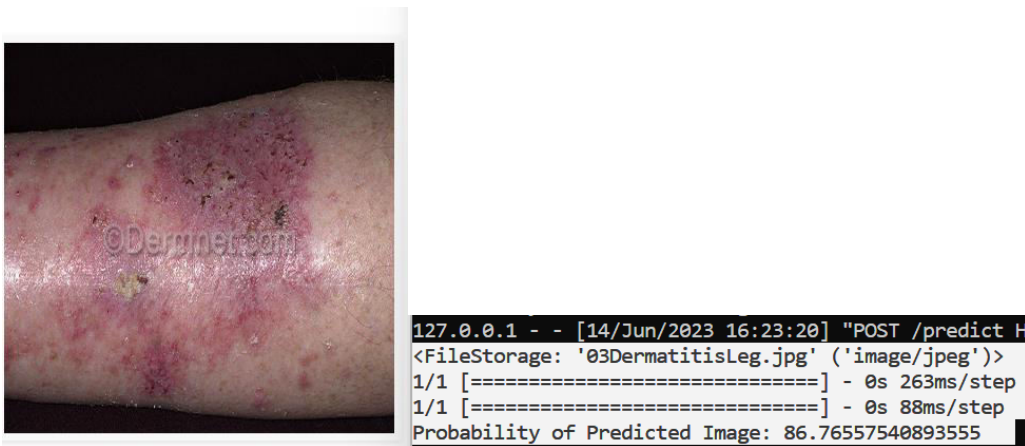 ©Dermnet.com
127.0.0.1 - - [14/Jun/2023 16:23:20] "POST /predict H
<FileStorage: '03DermatitisLeg.jpg' ('image/jpeg')>
1/1 [==============================] - 0s 263ms/step
1/1 [==============================] - 0s 88ms/step
Probability of Predicted Image: 86.76557540893555